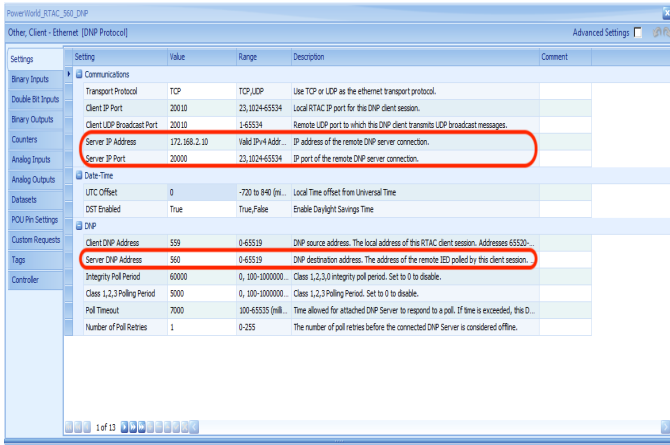 PowerWorld_RTAC_560_DNP
Other, Client - Ethernet [DNP Protocol]
Advanced Settings
Settings
Binary Inputs
Double Bit Inputs
Binary Outputs
Counters
Analog Inputs
Analog Outputs
Datasets
POU Pin Settings
Custom Requests
Tags
Controller
Setting Value Range Description Comment
Communications
Transport Protocol TCP TCP,UDP Use TCP or UDP as the ethernet transport protocol.
Client IP Port 20010 23,1024-65534 Local RTAC IP port for this DNP client session.
Client UDP Broadcast Port 20010 1-65534 Remote UDP port to which this DNP client transmits UDP broadcast messages.
Server IP Address 172.168.2.10 Valid IPv4 Addr... IP address of the remote DNP server connection.
Server IP Port 20000 23,1024-65534 IP port of the remote DNP server connection.
Date-Time
UTC Offset 0 -720 to 840 (mi... Local Time offset from Universal Time
DST Enabled True True,False Enable Daylight Savings Time
DNP
Client DNP Address 559 0-65519 DNP source address. The local address of this RTAC client session. Addresses 65520-...
Server DNP Address 560 0-65519 DNP destination address. The address of the remote IED polled by this client session. ...
Integrity Poll Period 60000 0, 100-1000000... Class 1,2,3,0 integrity poll period. Set to 0 to disable.
Class 1,2,3 Polling Period 5000 0, 100-1000000... Class 1,2,3 Polling Period. Set to 0 to disable.
Poll Timeout 7000 100-65535 (mill... Time allowed for attached DNP Server to respond to a poll. If time is exceeded, this D...
Number of Poll Retries 1 0-255 The number of poll retries before the connected DNP Server is considered offline.
1 of 13